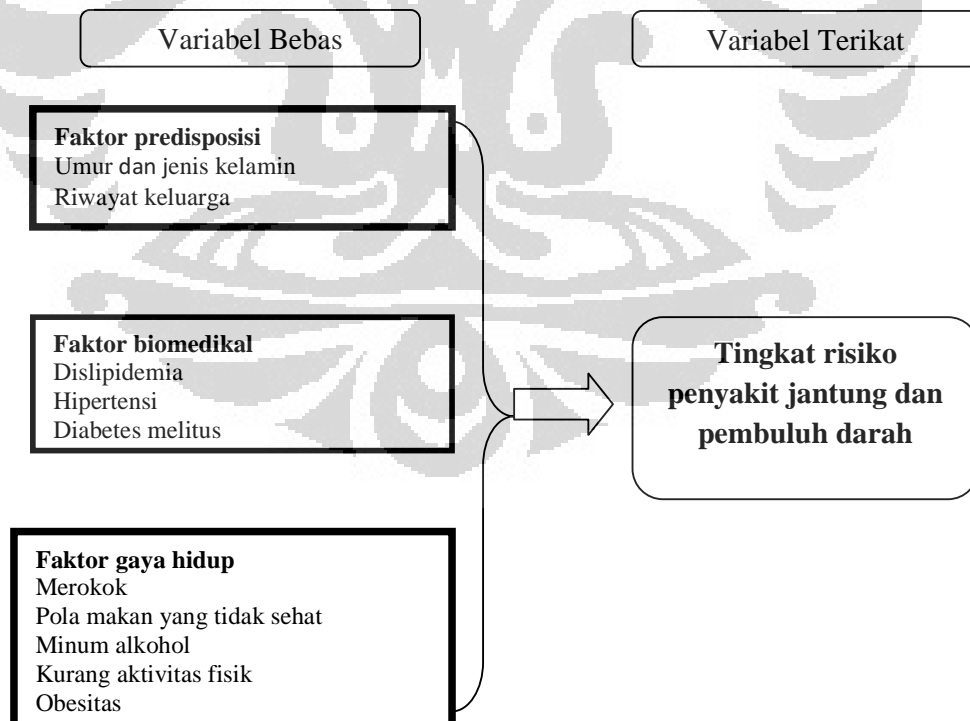 Variabel Bebas
Variabel Terikat
Faktor predisposisi
Umur dan jenis kelamin
Riwayat keluarga
Faktor biomedikal
Dislipidemia
Hipertensi
Diabetes melitus
Tingkat risiko
penyakit jantung dan
pembuluh darah
Faktor gaya hidup
Merokok
Pola makan yang tidak sehat
Minum alkohol
Kurang aktivitas fisik
Obesitas